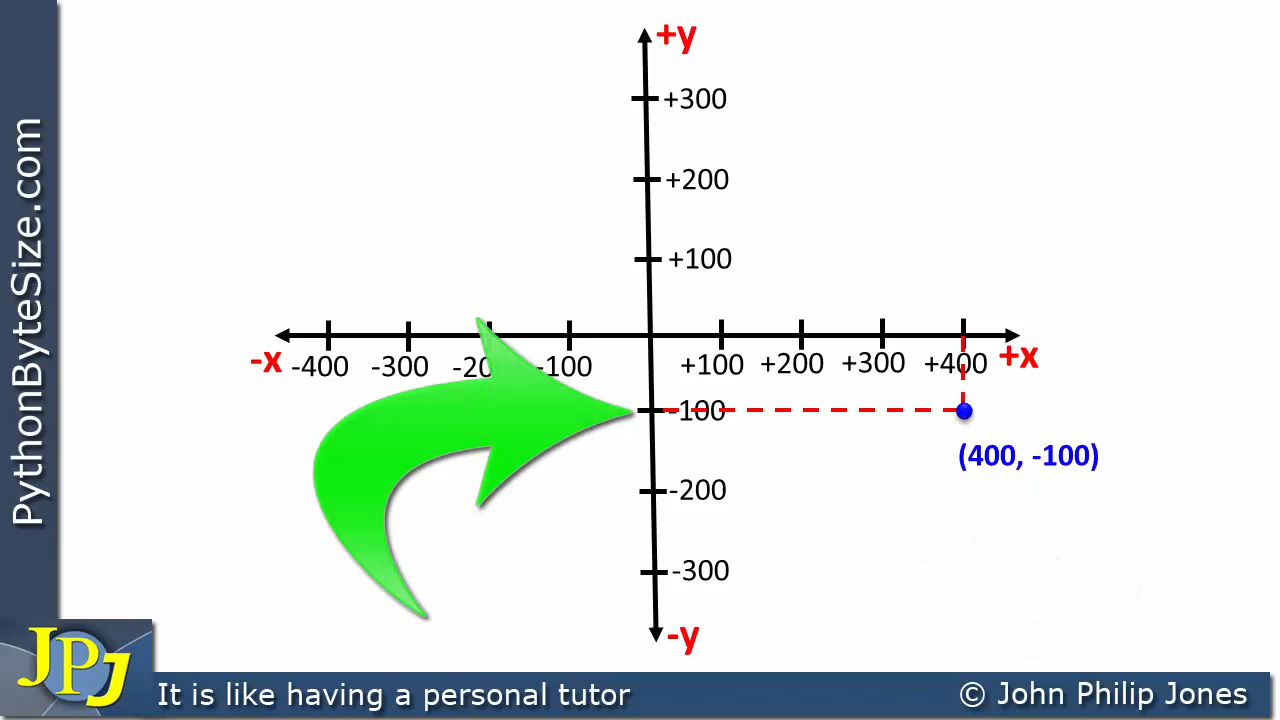 PythonByteSize.com
+y
+300
+200
+100
-x
-400
-300
-200
-100
+100
+200
+300
+400
+x
-100
(400, -100)
-200
-300
-y
JPJ
It is like having a personal tutor
© John Philip Jones